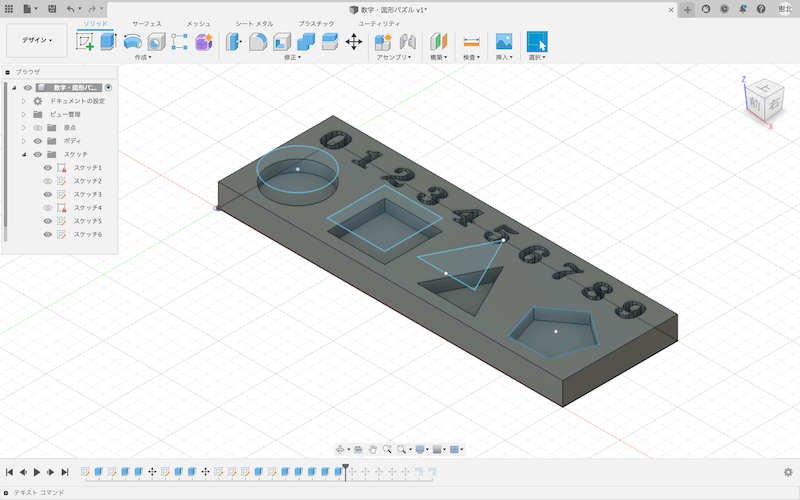 数字・図形パズル v1*
樹北
ソリッド サーフェス メッシュ シート メタル プラスチック ユーティリティ
デザイン
作成 修正 アセンブリ 構築 検査 挿入 選択
ブラウザ
数字・図形パ...
ドキュメントの設定
ビュー管理
原点
ボディ
スケッチ
スケッチ1
スケッチ2
スケッチ3
スケッチ4
スケッチ5
スケッチ6
0 1 2 3 4 5 6 7 8 9
Z
上
前
右
X
テキスト コマンド